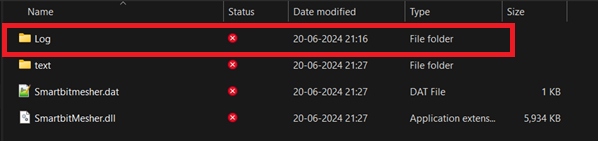 Name Status Date modified Type Size
Log 20-06-2024 21:16 File folder
text 20-06-2024 21:27 File folder
Smartbitmesher.dat 20-06-2024 21:27 DAT File 1 KB
SmartbitMesher.dll 20-06-2024 21:27 Application exten... 5,934 KB